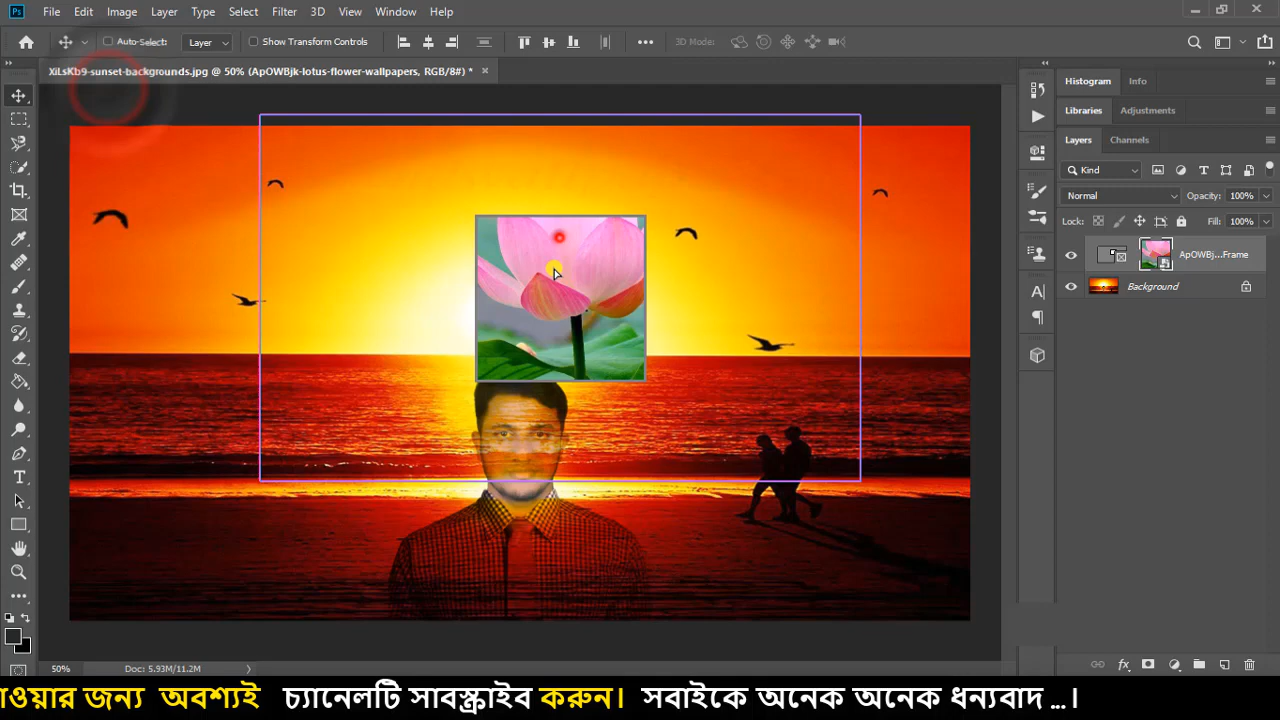 Ps File Edit Image Layer Type Select Filter 3D View Window Help
Auto-Select: Layer Show Transform Controls 3D Mode:
XiLsKb9-sunset-backgrounds.jpg @ 50% (ApOWBjk-lotus-flower-wallpapers, RGB/8#) *
Histogram Info
Libraries Adjustments
Layers Channels
Kind
Normal Opacity: 100%
Lock: Fill: 100%
ApOWBj...Frame
Background
50% Doc: 5.93M/11.2M
জন্য অবশ্যই চ্যানেলটি সাবস্ক্রাইব করুন। সবাইকে অনেক অনেক ধন্যবাদ ...।